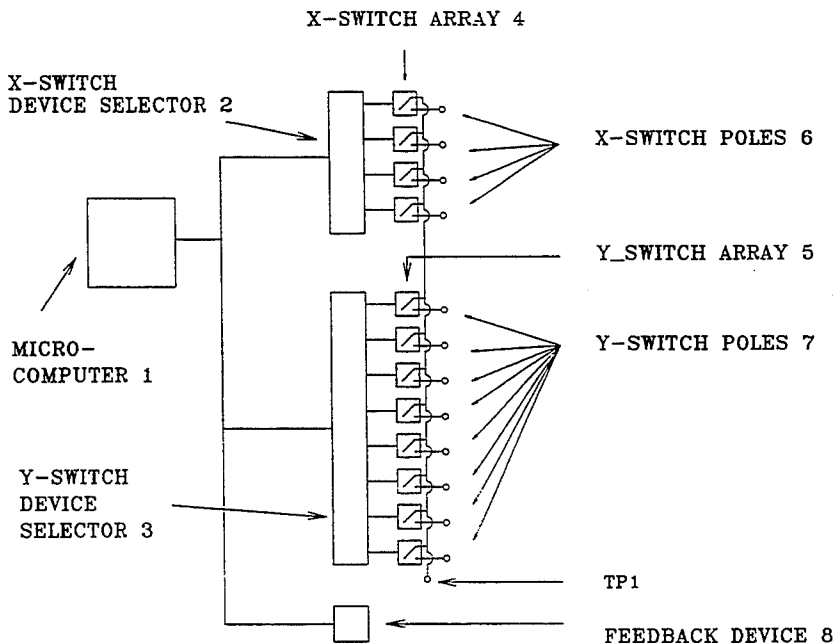 X-SWITCH ARRAY 4
X-SWITCH
DEVICE SELECTOR 2
X-SWITCH POLES 6
Y_SWITCH ARRAY 5
MICRO-
COMPUTER 1
Y-SWITCH POLES 7
Y-SWITCH
DEVICE
SELECTOR 3
TP1
FEEDBACK DEVICE 8